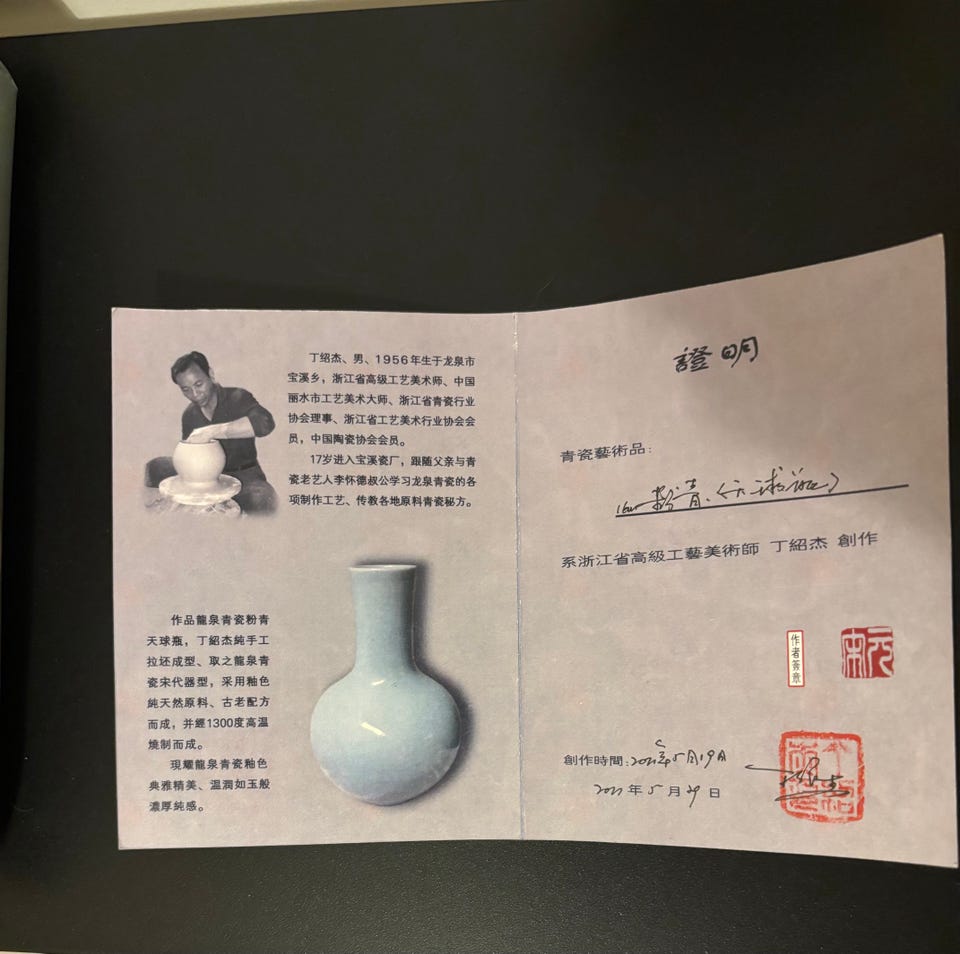 丁绍杰、男、1956年生于龙泉市
宝溪乡，浙江省高级工艺美术师、中国
丽水市工艺美术大师、浙江省青瓷行业
协会理事、浙江省工艺美术行业协会会
员，中国陶瓷协会会员。
17岁进入宝溪瓷厂，跟随父亲与青
瓷老艺人李怀德叔公学习龙泉青瓷的各
项制作工艺、传教各地原料青瓷秘方。
作品龍泉青瓷粉青
天球瓶，丁紹杰純手工
拉坯成型、取之龍泉青
瓷宋代器型，采用釉色
純天然原料、古老配方
而成，并經1300度高温
燒制而成。
現耀龍泉青瓷釉色
典雅精美、温潤如玉般
濃厚純感。
證明
青瓷藝術品：
粉青
系浙江省高級工藝美術師 丁紹杰 創作
作者簽章
創作時間：5月19日
年5月29日